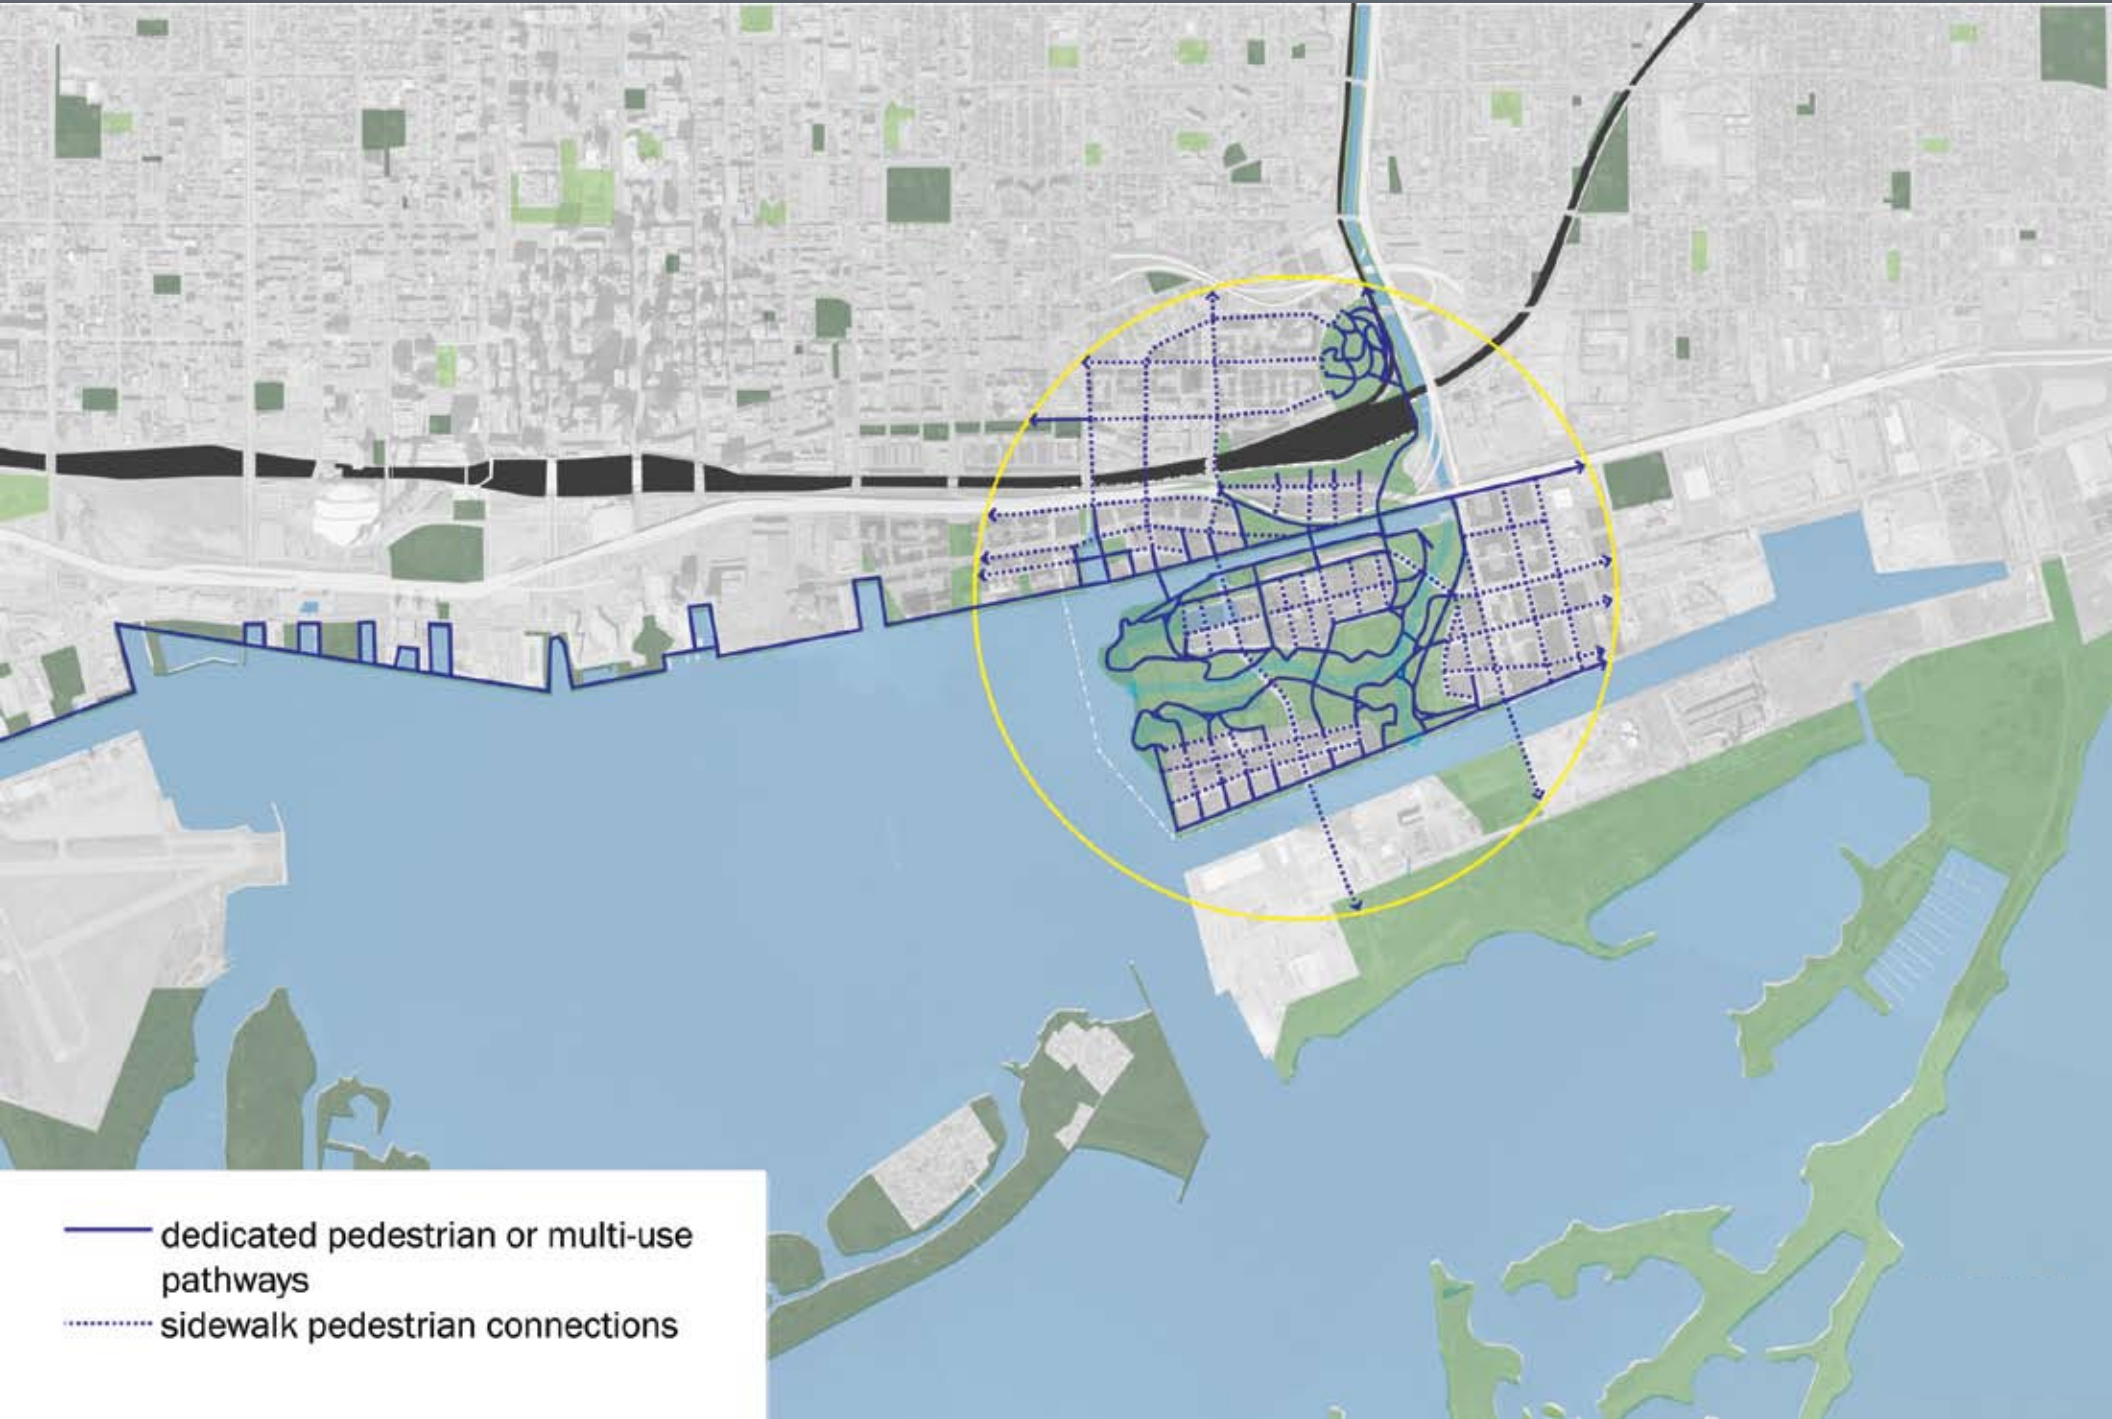 dedicated pedestrian or multi-use
pathways
sidewalk pedestrian connections